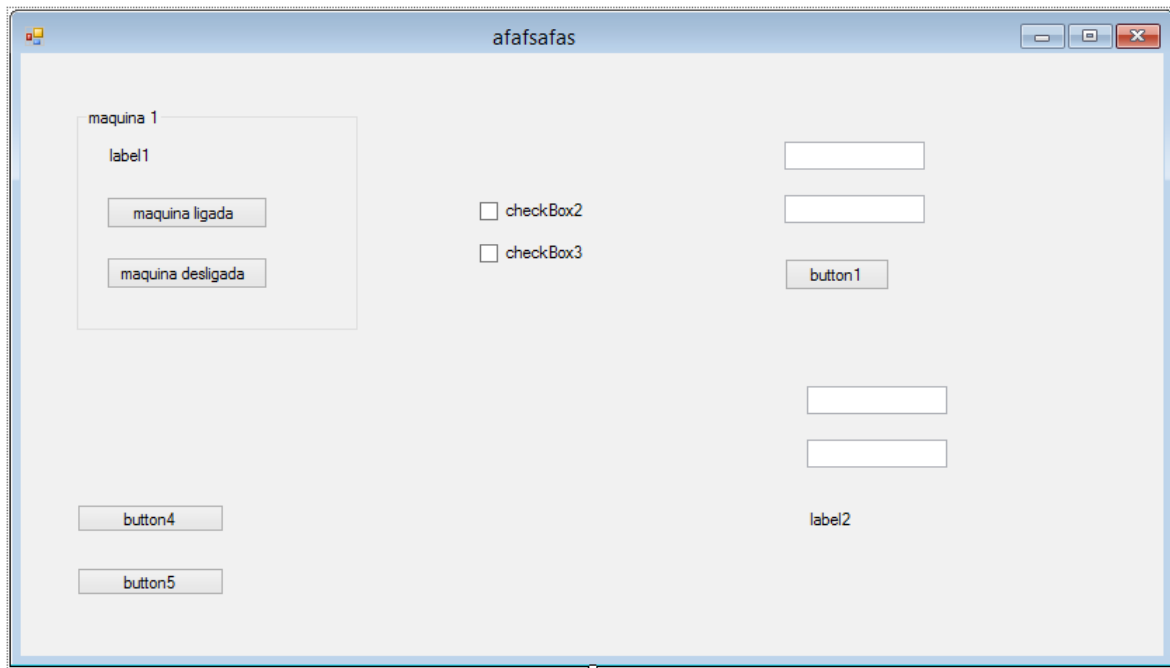 afafsafas
maquina 1
label1
maquina ligada
maquina desligada
checkBox2
checkBox3
button1
button4
button5
label2